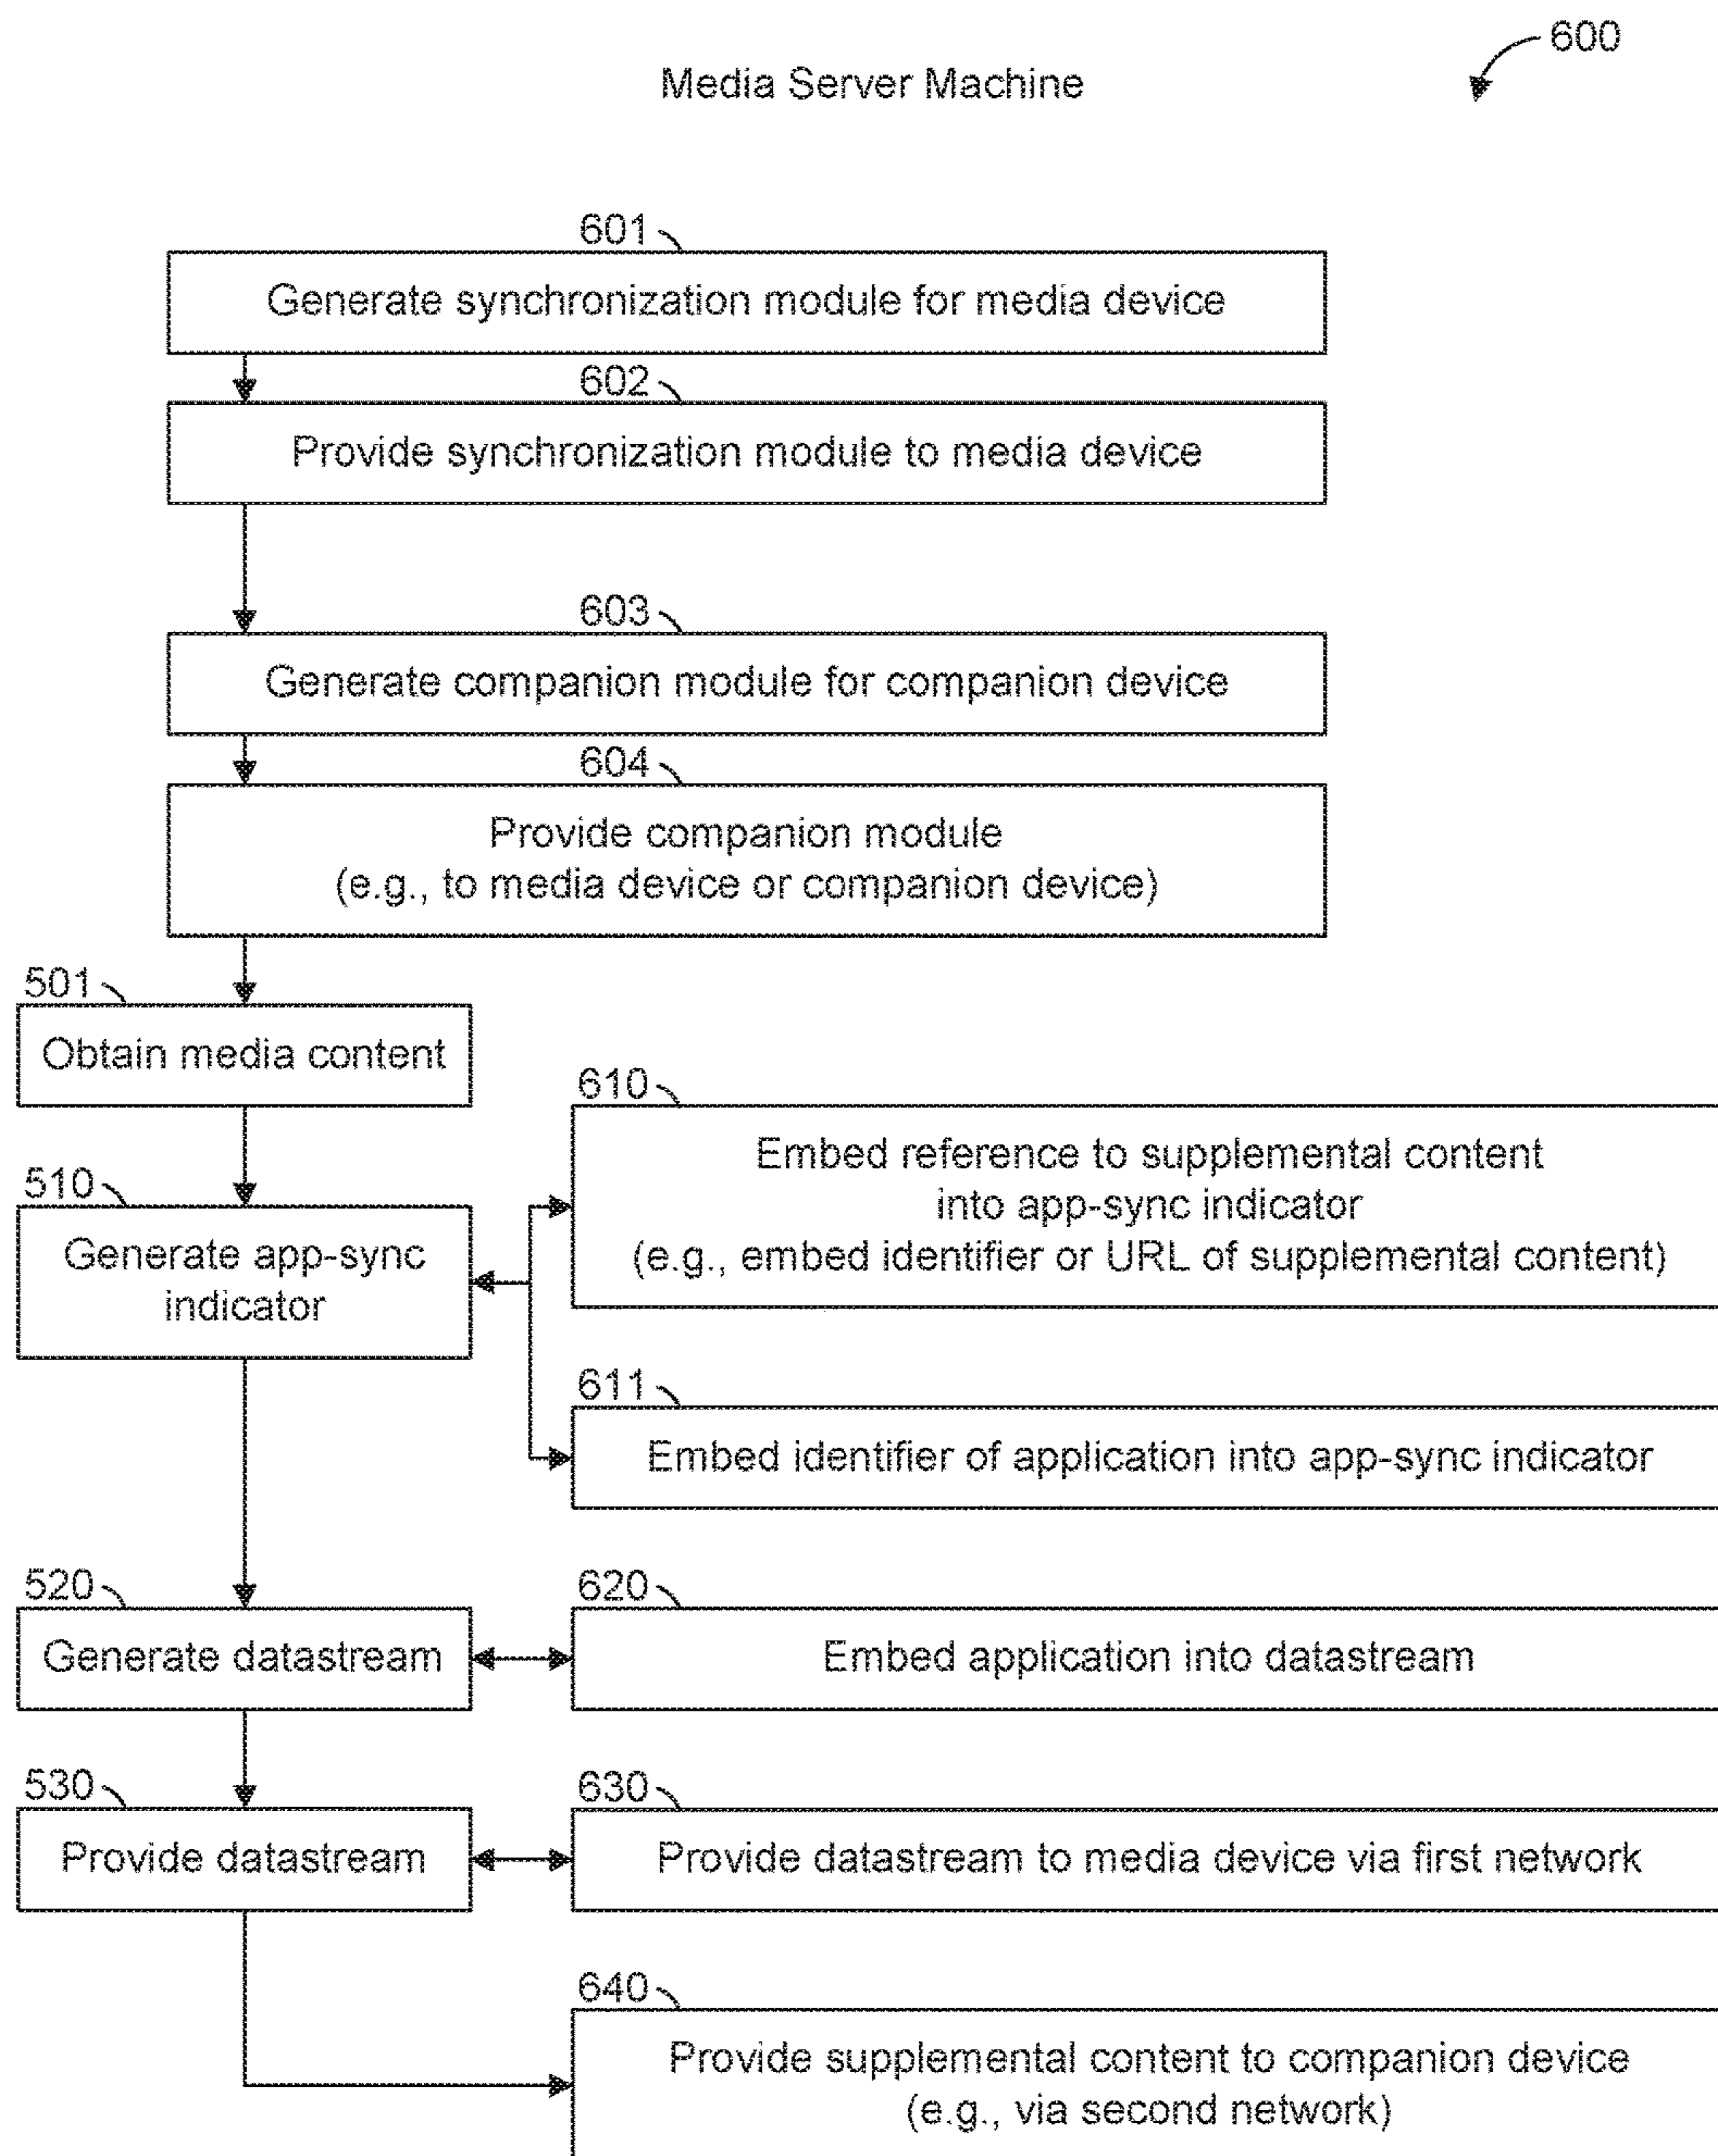 600
Media Server Machine
601
Generate synchronization module for media device
602
Provide synchronization module to media device
603
Generate companion module for companion device
604
Provide companion module
(e.g., to media device or companion device)
501
Obtain media content
610
Embed reference to supplemental content
into app-sync indicator
(e.g., embed identifier or URL of supplemental content)
510
Generate app-sync
indicator
611
Embed identifier of application into app-sync indicator
520
Generate datastream
620
Embed application into datastream
530
Provide datastream
630
Provide datastream to media device via first network
640
Provide supplemental content to companion device
(e.g., via second network)